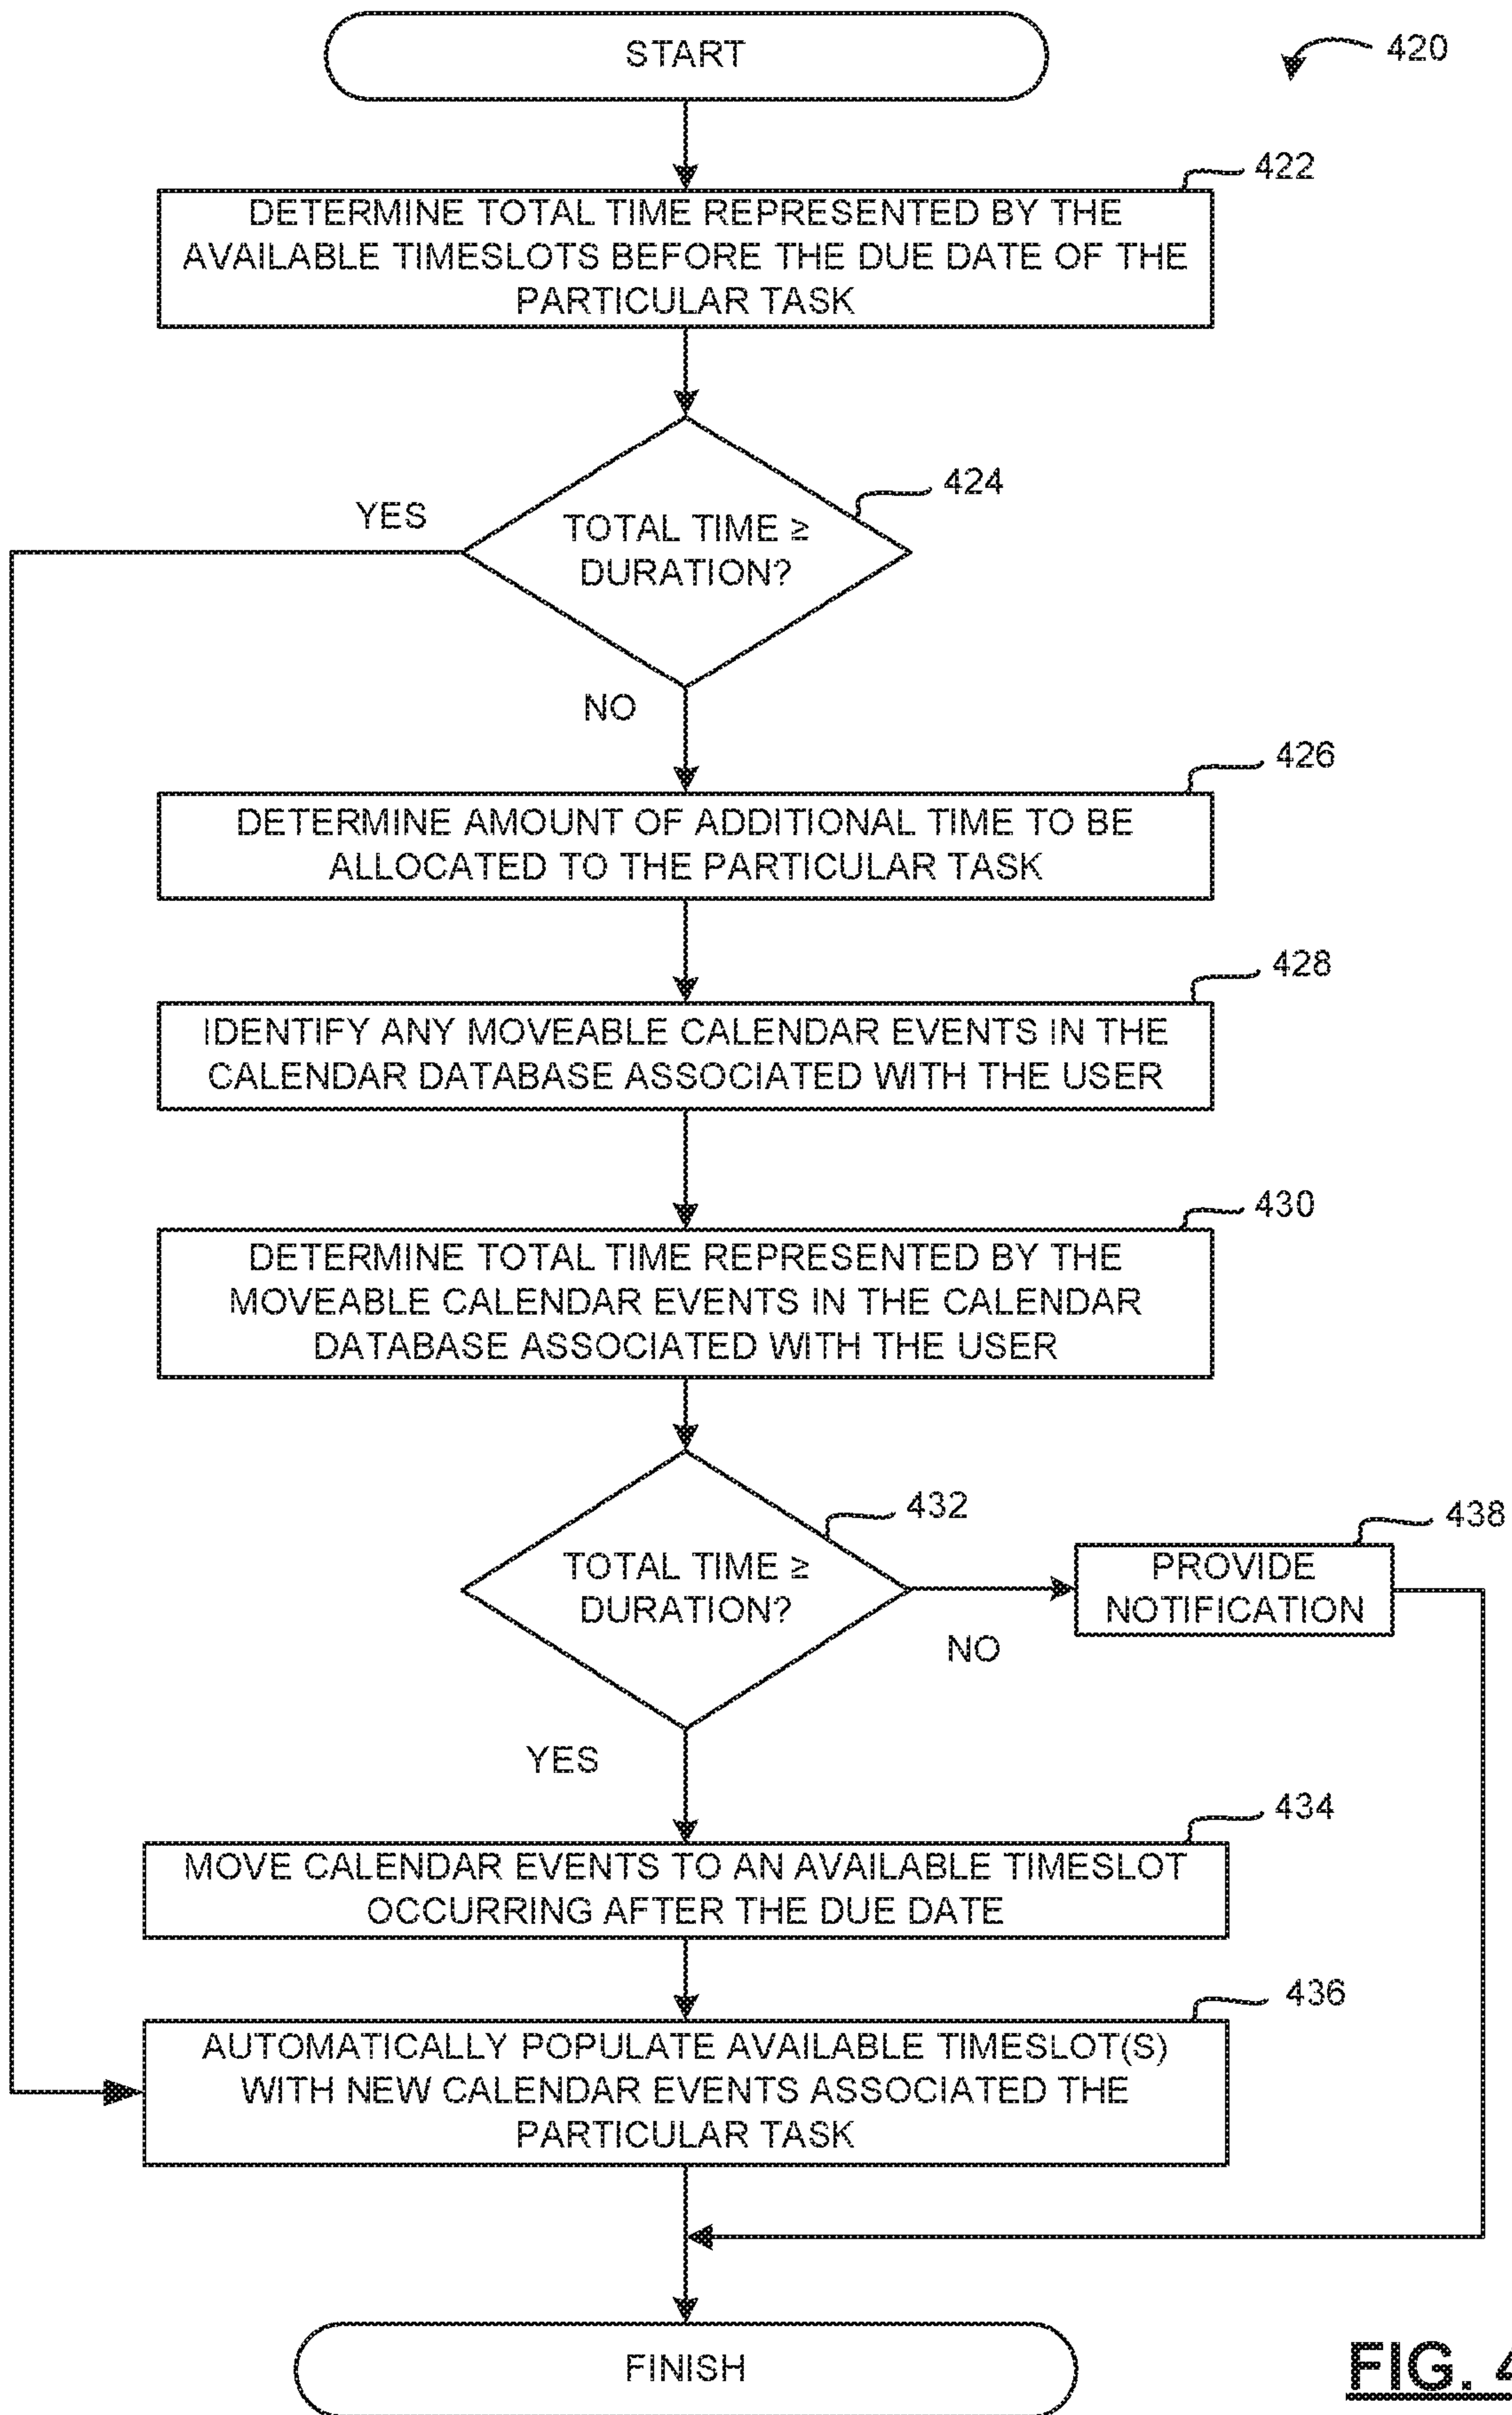 START
420
422
DETERMINE TOTAL TIME REPRESENTED BY THE
AVAILABLE TIMESLOTS BEFORE THE DUE DATE OF THE
PARTICULAR TASK
424
YES
TOTAL TIME ≥
DURATION?
NO
426
DETERMINE AMOUNT OF ADDITIONAL TIME TO BE
ALLOCATED TO THE PARTICULAR TASK
428
IDENTIFY ANY MOVEABLE CALENDAR EVENTS IN THE
CALENDAR DATABASE ASSOCIATED WITH THE USER
430
DETERMINE TOTAL TIME REPRESENTED BY THE
MOVEABLE CALENDAR EVENTS IN THE CALENDAR
DATABASE ASSOCIATED WITH THE USER
432
TOTAL TIME ≥
DURATION?
NO
438
PROVIDE
NOTIFICATION
YES
434
MOVE CALENDAR EVENTS TO AN AVAILABLE TIMESLOT
OCCURRING AFTER THE DUE DATE
436
AUTOMATICALLY POPULATE AVAILABLE TIMESLOT(S)
WITH NEW CALENDAR EVENTS ASSOCIATED THE
PARTICULAR TASK
FINISH
FIG.